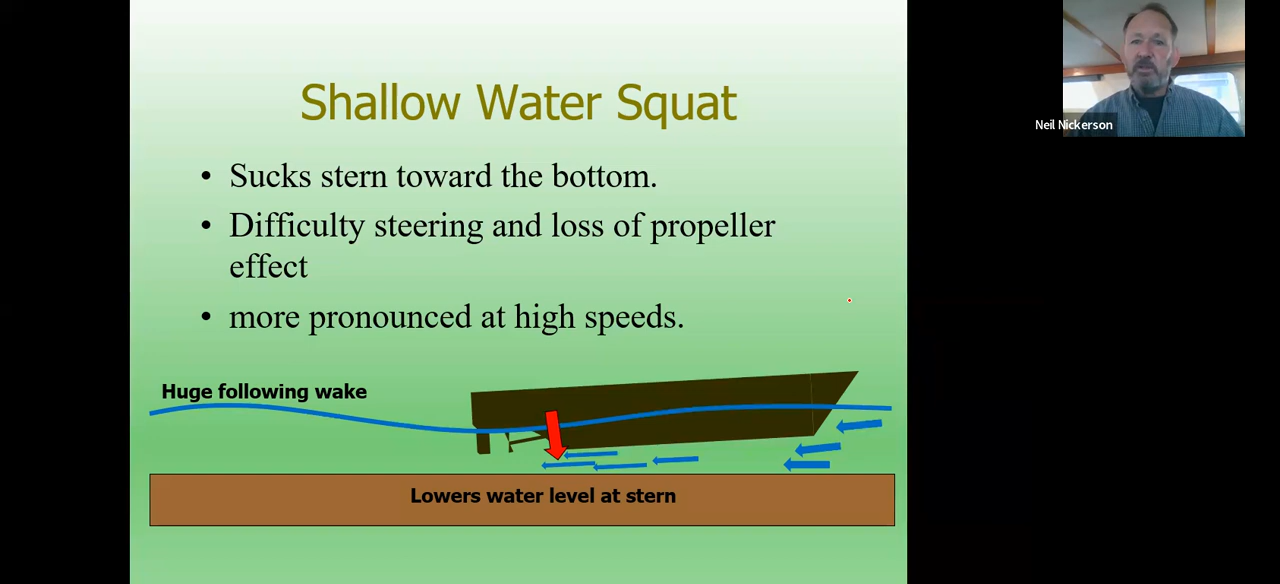 Shallow Water Squat
• Sucks stern toward the bottom.
• Difficulty steering and loss of propeller
effect
• more pronounced at high speeds.
Huge following wake
Lowers water level at stern
Neil Nickerson